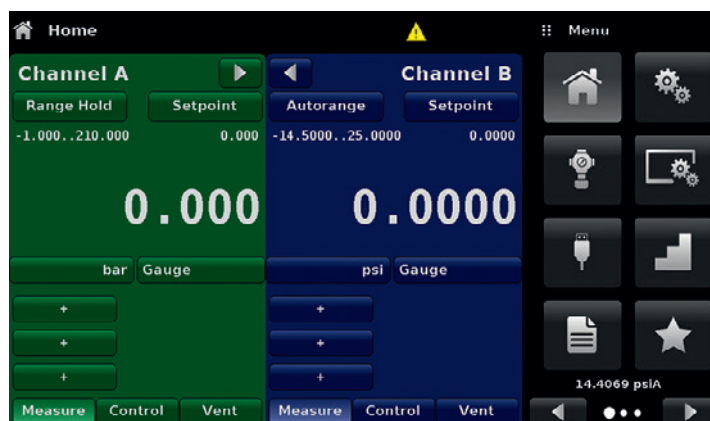 Home
Menu
Channel A
Channel B
Range Hold
Setpoint
Autorange
Setpoint
-1.000..210.000
0.000
-14.5000..25.0000
0.0000
0.000
0.0000
bar
Gauge
psi
Gauge
+
+
+
+
+
+
14.4069 psiA
Measure
Control
Vent
Measure
Control
Vent